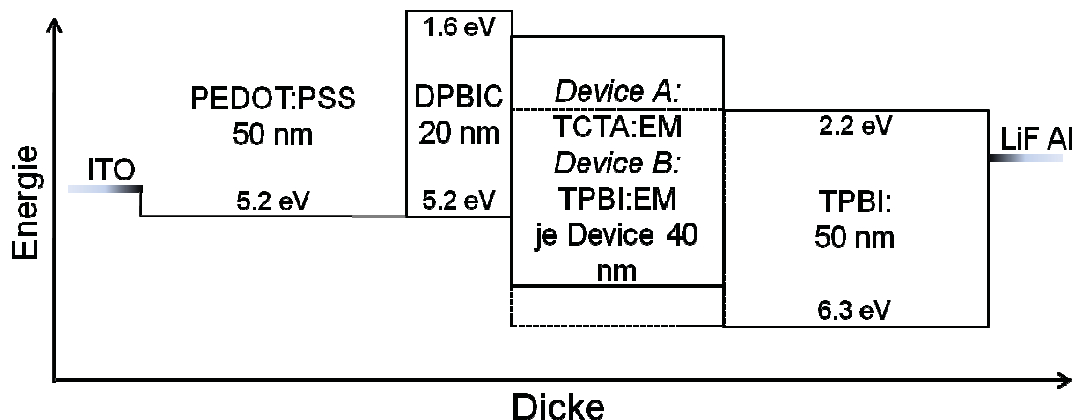 Energie
ITO
PEDOT:PSS
50 nm
5.2 eV
1.6 eV
DPBIC
20 nm
5.2 eV
Device A:
TCTA:EM
Device B:
TPBI:EM
je Device 40
nm
2.2 eV
TPBI:
50 nm
6.3 eV
LiF Al
Dicke